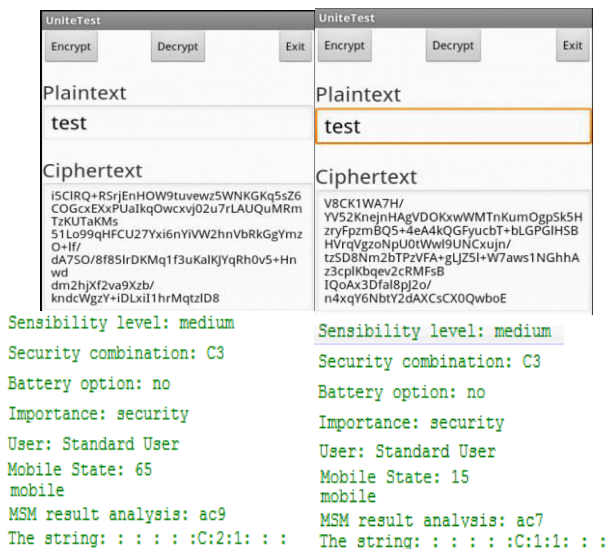 UniteTest
Encrypt Decrypt Exit
Plaintext
test
Ciphertext
i5ClRQ+RSrjEnHOW9tuvewz5WNKGKq5sZ6
COGcxEXxPUaIkqOwcxvj02u7rLAUQuMRm
TzKUTaKMs
51Lo99qHFCU27Yxi6nYiVW2hnVbRkGgYmz
O+lf/
dA7SO/8f85lrDKMq1f3uKalKJYqRh0v5+Hn
wd
dm2hjXf2va9Xzb/
kndcWgzY+iDLxiI1hrMqtzlD8
Sensibility level: medium
Security combination: C3
Battery option: no
Importance: security
User: Standard User
Mobile State: 65
mobile
MSM result analysis: ac9
The string: : : : : :C:2:1: : :
UniteTest
Encrypt Decrypt Exit
Plaintext
test
Ciphertext
V8CK1WA7H/
YV52KnejnHAgVDOKxwWMTnKumOgpSk5H
zryFpzmBQ5+4eA4kQGFyucbT+bLGPGlHSB
HVrqVgzoNpU0tWwl9UNCxujn/
tzSD8Nm2bTPzVFA+gLJZ5l+W7aws1NGhhA
z3cplKbqev2cRMFsB
IQoAx3Dfal8pJ2o/
n4xqY6NbtY2dAXCsCX0QwboE
Sensibility level: medium
Security combination: C3
Battery option: no
Importance: security
User: Standard User
Mobile State: 15
mobile
MSM result analysis: ac7
The string: : : : : :C:1:1: : :